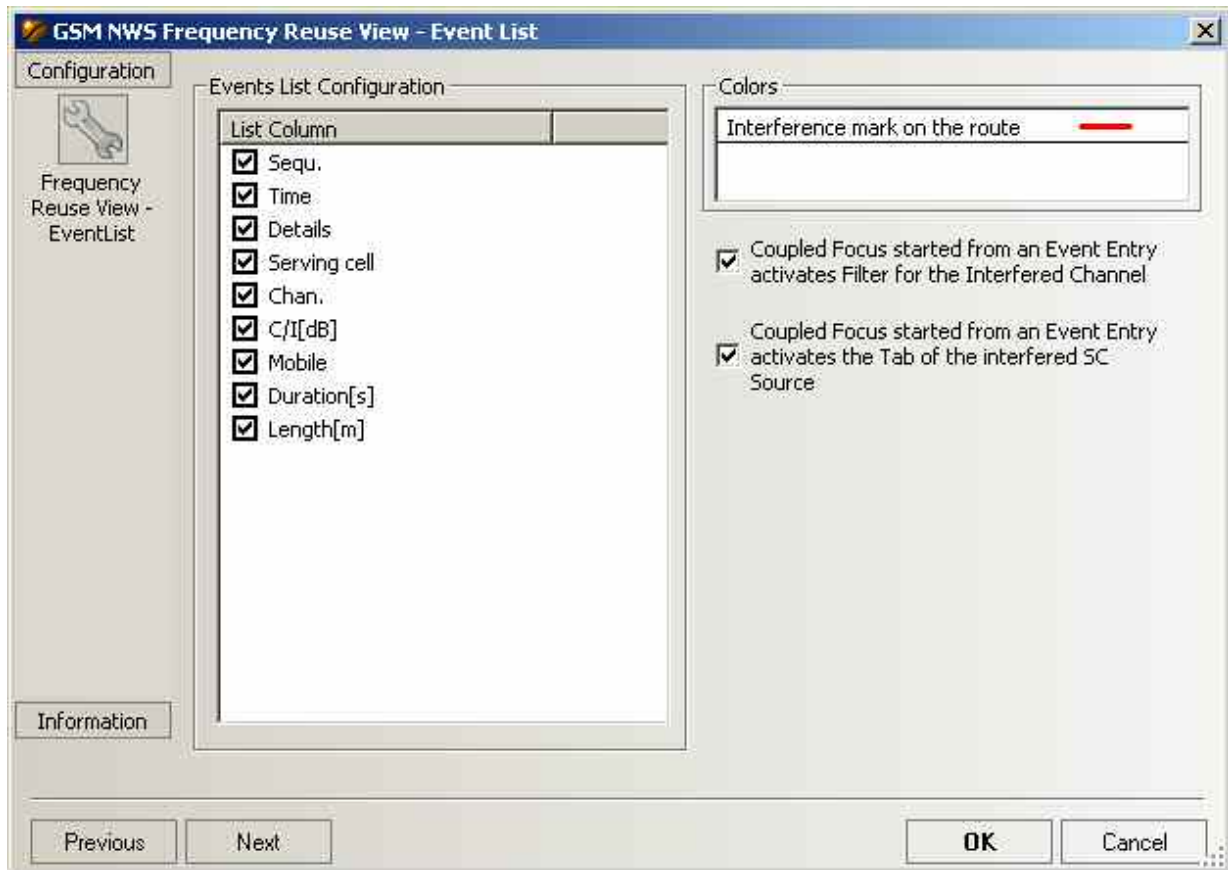 GSM NWS Frequency Reuse View - Event List
Configuration
Frequency
Reuse View -
EventList
Information
Events List Configuration
List Column
Sequ.
Time
Details
Serving cell
Chan.
C/I[dB]
Mobile
Duration[s]
Length[m]
Colors
Interference mark on the route
Coupled Focus started from an Event Entry
activates Filter for the Interfered Channel
Coupled Focus started from an Event Entry
activates the Tab of the interfered SC
Source
Previous
Next
OK
Cancel